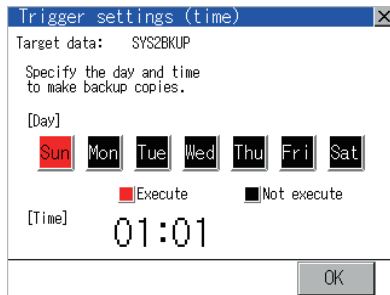 Trigger settings (time)
Target data: SYS2BKUP
Specify the day and time
to make backup copies.
[Day]
Sun Mon Tue Wed Thu Fri Sat
Execute Not execute
[Time] 01:01
OK